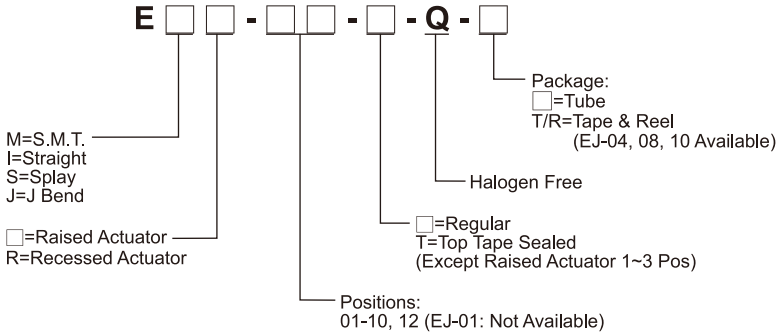 E□□-□□-□-Q-□
Package:
□=Tube
T/R=Tape & Reel
(EJ-04, 08, 10 Available)
M=S.M.T.
I=Straight
S=Splay
J=J Bend
Halogen Free
□=Raised Actuator
R=Recessed Actuator
□=Regular
T=Top Tape Sealed
(Except Raised Actuator 1~3 Pos)
Positions:
01-10, 12 (EJ-01: Not Available)